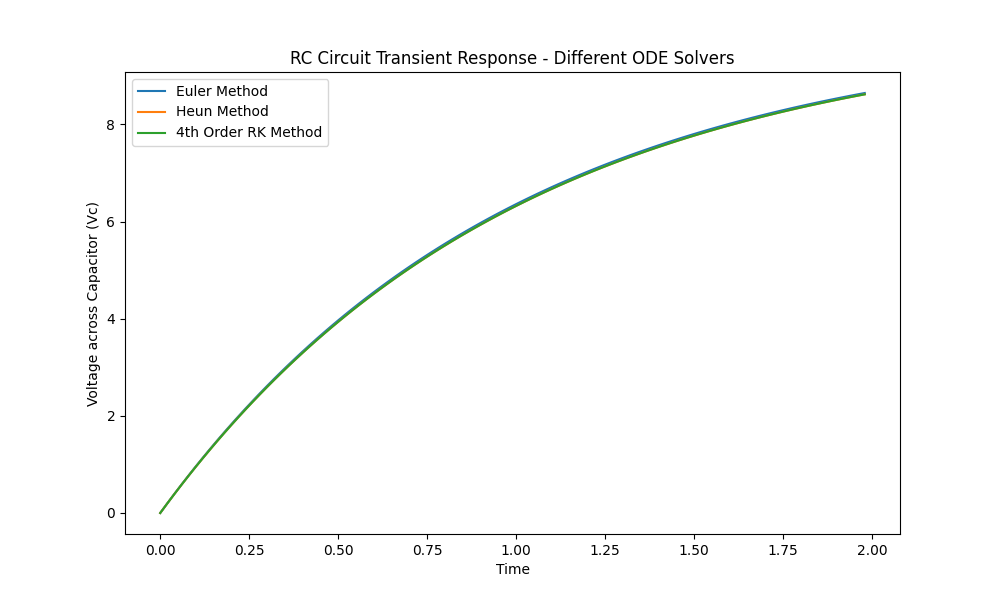 RC Circuit Transient Response - Different ODE Solvers
Euler Method
Heun Method
4th Order RK Method
Voltage across Capacitor (Vc)
8
6
4
2
0
0.00 0.25 0.50 0.75 1.00 1.25 1.50 1.75 2.00
Time